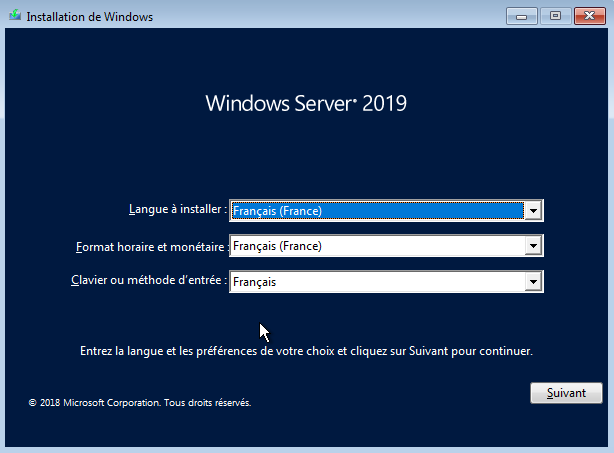 Installation de Windows
Windows Server® 2019
Langue à installer : Français (France)
Format horaire et monétaire : Français (France)
Clavier ou méthode d'entrée : Français
Entrez la langue et les préférences de votre choix et cliquez sur Suivant pour continuer.
Suivant
© 2018 Microsoft Corporation. Tous droits réservés.